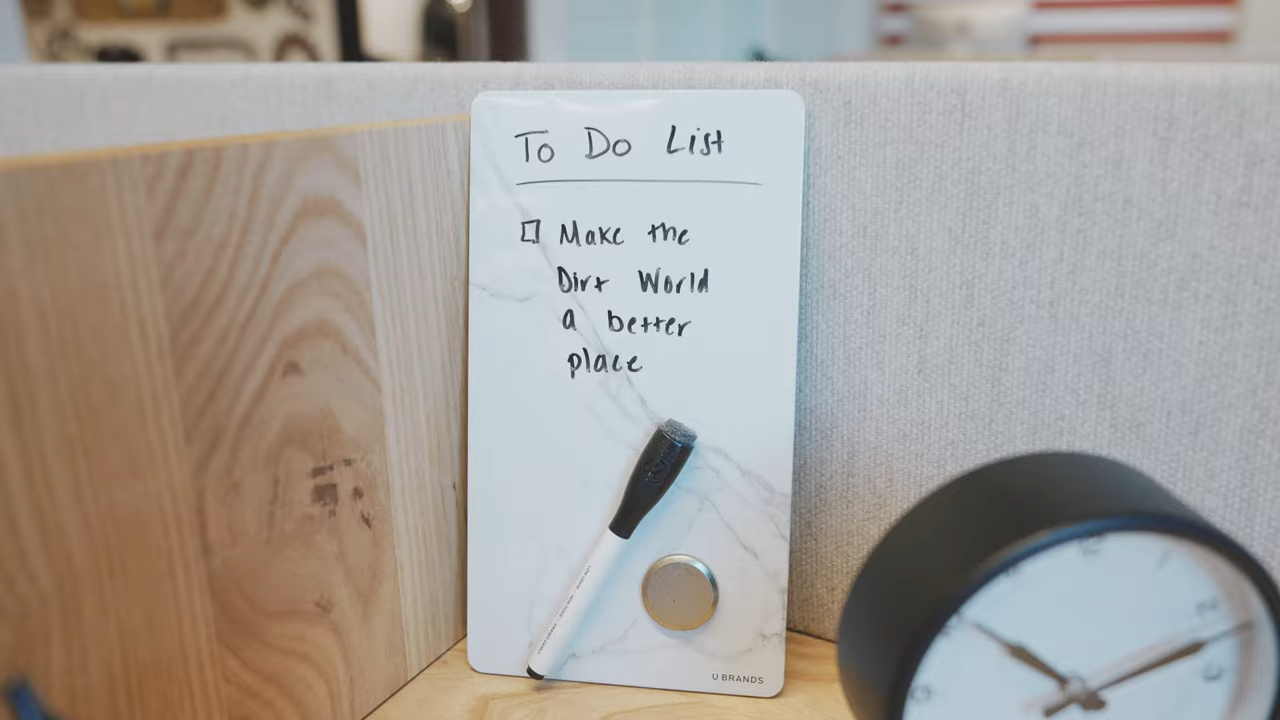 To Do List
Make the
Dirt World
a better
place
U BRANDS